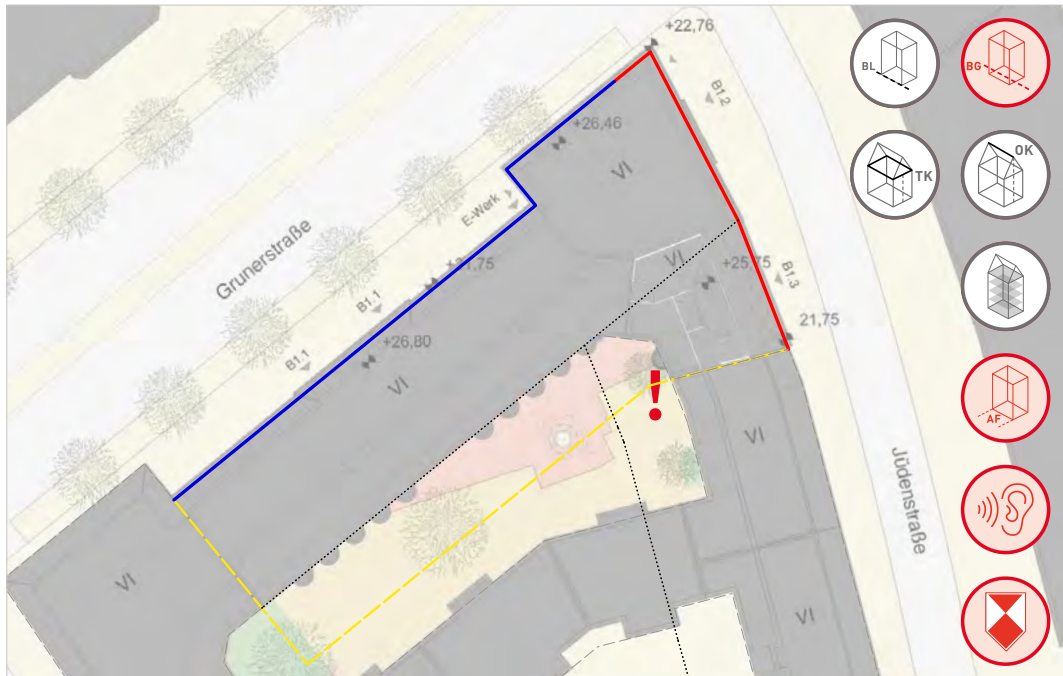 +22,76
B1.2
+26,46
VI
E-Werk
Grunerstraße
+21,75
B1.1
VI
+25,75
B1.3
21,75
+26,80
B1.1
VI
VI
VI
VI
Jüdenstraße
BL
BG
TK
OK
AF